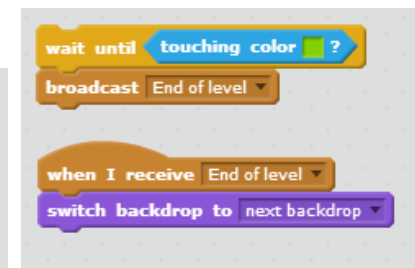 wait until touching color ?
broadcast End of level
when I receive End of level
switch backdrop to next backdrop